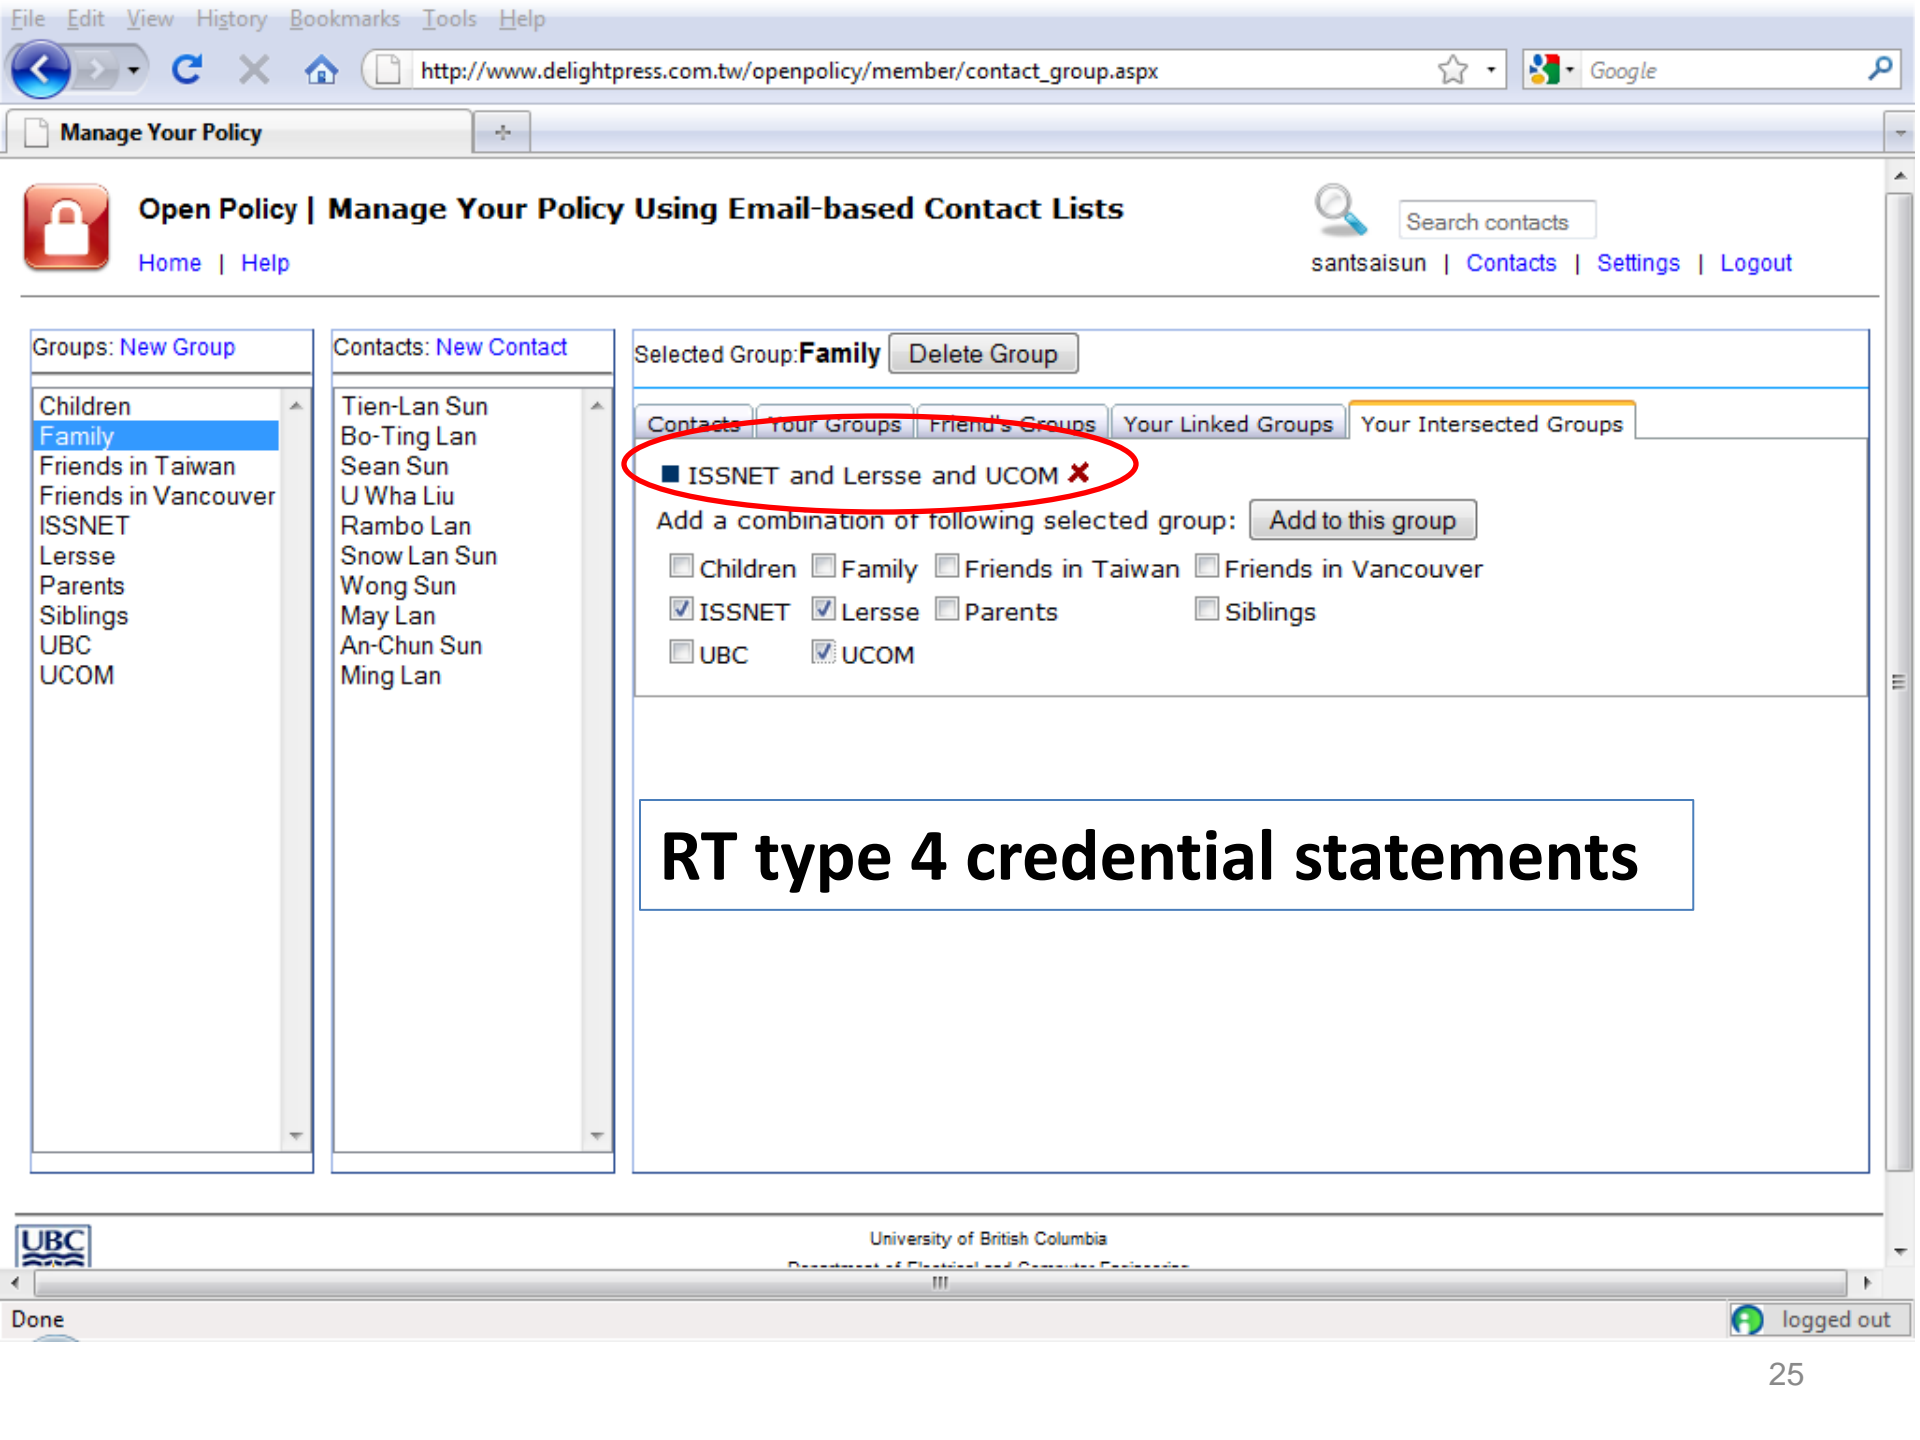 File Edit View History Bookmarks Tools Help
http://www.delightpress.com.tw/openpolicy/member/contact_group.aspx
Google
Manage Your Policy
Open Policy | Manage Your Policy Using Email-based Contact Lists
Search contacts
Home | Help
santsaisun | Contacts | Settings | Logout
Groups: New Group
Children
Family
Friends in Taiwan
Friends in Vancouver
ISSNET
Lersse
Parents
Siblings
UBC
UCOM
Contacts: New Contact
Tien-Lan Sun
Bo-Ting Lan
Sean Sun
U Wha Liu
Rambo Lan
Snow Lan Sun
Wong Sun
May Lan
An-Chun Sun
Ming Lan
Selected Group:Family Delete Group
Contacts Your Groups Friend's Groups Your Linked Groups Your Intersected Groups
ISSNET and Lersse and UCOM
Add a combination of following selected group: Add to this group
Children Family Friends in Taiwan Friends in Vancouver
ISSNET Lersse Parents Siblings
UBC UCOM
RT type 4 credential statements
UBC
University of British Columbia
Department of Electrical and Computer Engineering
Done
logged out
25